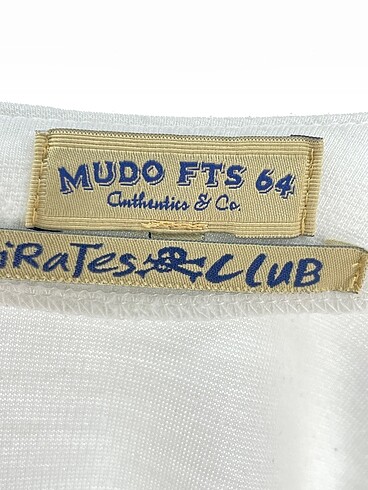 MUDO FTS 64
Authentics & Co.
iRaTes CLUB